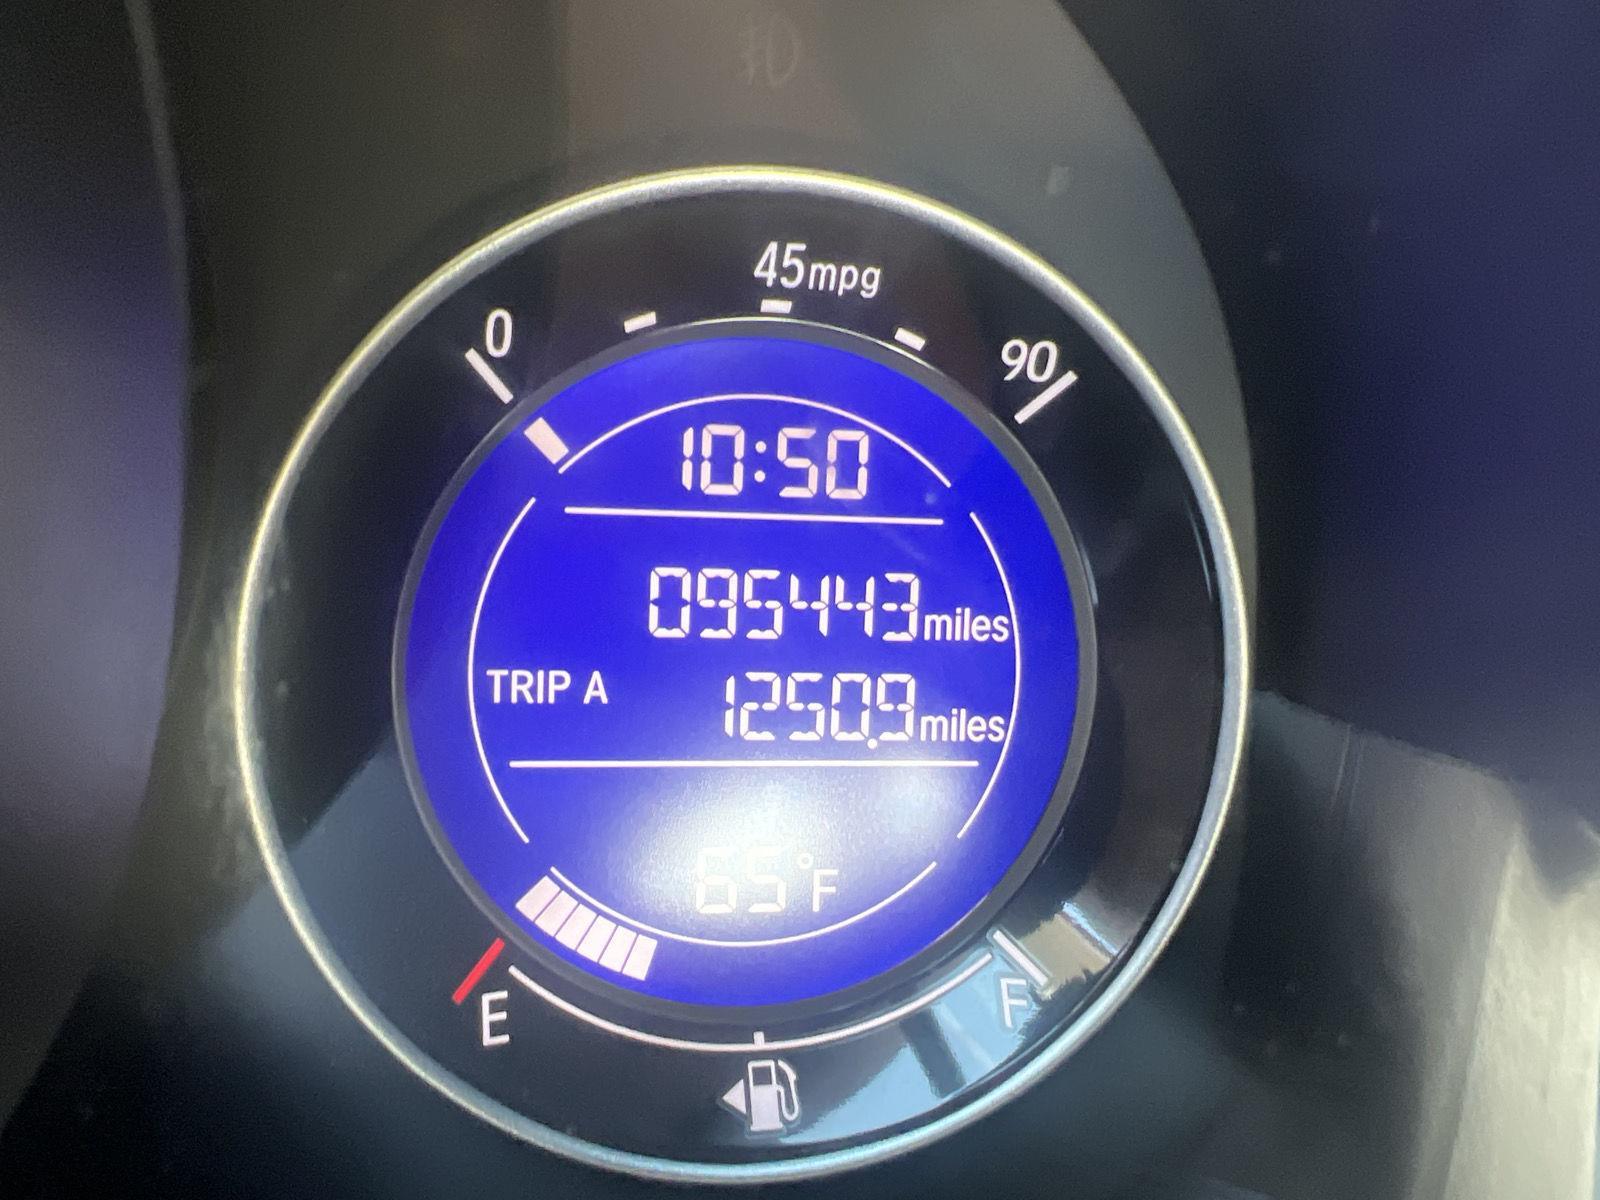 45mpg
0
90
10:50
095443miles
TRIP A 1250.9miles
65°F
E
F